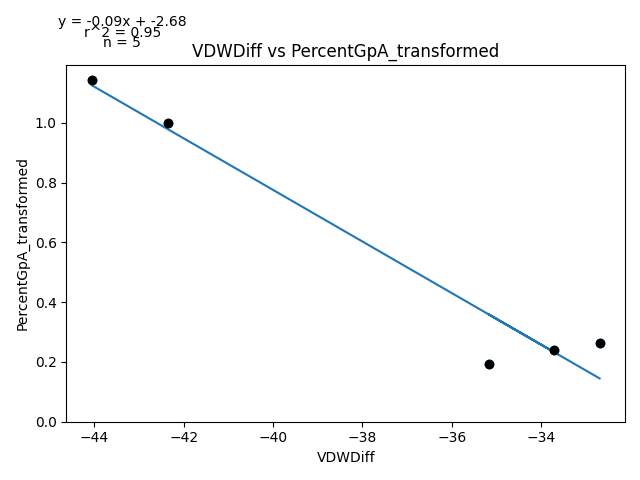 y = -0.09x + -2.68
r^2 = 0.95
n = 5
VDWDiff vs PercentGpA_transformed
PercentGpA_transformed
1.0
0.8
0.6
0.4
0.2
0.0
−44 −42 −40 −38 −36 −34
VDWDiff